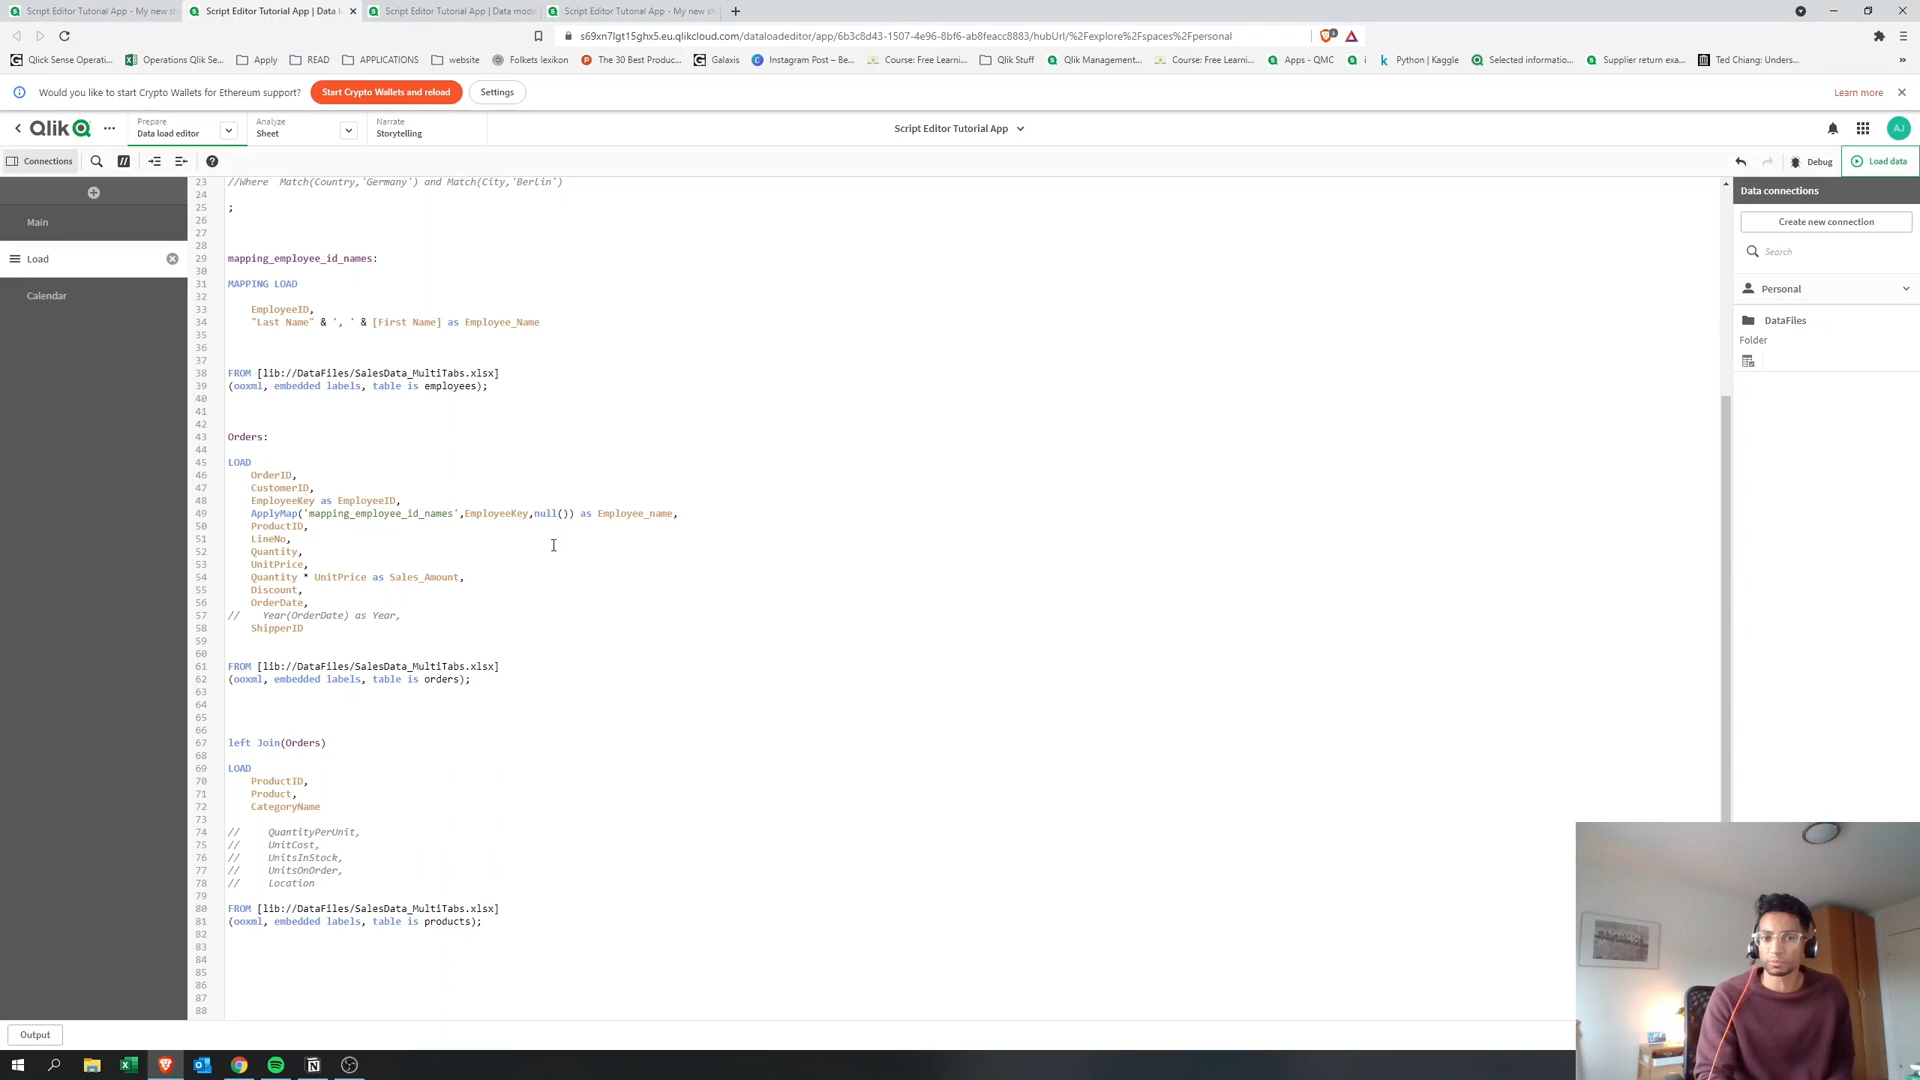 Script Editor Tutorial App - My new sh
Script Editor Tutorial App | Data l
Script Editor Tutorial App | Data mode
Script Editor Tutorial App - My new sh
s69xn7lgt15ghx5.eu.qlikcloud.com/dataloadeditor/app/6b3c8d43-1507-4e96-8bf6-ab8feacc8883/hubUrl/%2Fexplore%2Fspaces%2Fpersonal
Qlick Sense Operati...
Operations Qlik Se...
Apply
READ
APPLICATIONS
website
Folkets lexikon
The 30 Best Produc...
Galaxis
Instagram Post – Be...
Course: Free Learni...
Qlik Stuff
Qlik Management...
Course: Free Learni...
Apps - QMC
i
Python | Kaggle
Selected informatio...
Supplier return exa...
Ted Chiang: Unders...
Would you like to start Crypto Wallets for Ethereum support?
Start Crypto Wallets and reload
Settings
Learn more
Qlik
Prepare
Data load editor
Analyze
Sheet
Narrate
Storytelling
Script Editor Tutorial App
AJ
Connections
Debug
Load data
Main
Load
Calendar
23 //Where Match(Country,'Germany') and Match(City,'Berlin')
24
25 ;
26
27
28
29 mapping_employee_id_names:
30
31 MAPPING LOAD
32
33 EmployeeID,
34 "Last Name" & ', ' & [First Name] as Employee_Name
35
36
37
38 FROM [lib://DataFiles/SalesData_MultiTabs.xlsx]
39 (ooxml, embedded labels, table is employees);
40
41
42
43 Orders:
44
45 LOAD
46 OrderID,
47 CustomerID,
48 EmployeeKey as EmployeeID,
49 ApplyMap('mapping_employee_id_names',EmployeeKey,null()) as Employee_name,
50 ProductID,
51 LineNo,
52 Quantity,
53 UnitPrice,
54 Quantity * UnitPrice as Sales_Amount,
55 Discount,
56 OrderDate,
57 // Year(OrderDate) as Year,
58 ShipperID
59
60
61 FROM [lib://DataFiles/SalesData_MultiTabs.xlsx]
62 (ooxml, embedded labels, table is orders);
63
64
65
66
67 left Join(Orders)
68
69 LOAD
70 ProductID,
71 Product,
72 CategoryName
73
74 // QuantityPerUnit,
75 // UnitCost,
76 // UnitsInStock,
77 // UnitsOnOrder,
78 // Location
79
80 FROM [lib://DataFiles/SalesData_MultiTabs.xlsx]
81 (ooxml, embedded labels, table is products);
82
83
84
85
86
87
88
Data connections
Create new connection
Search
Personal
DataFiles
Folder
Output